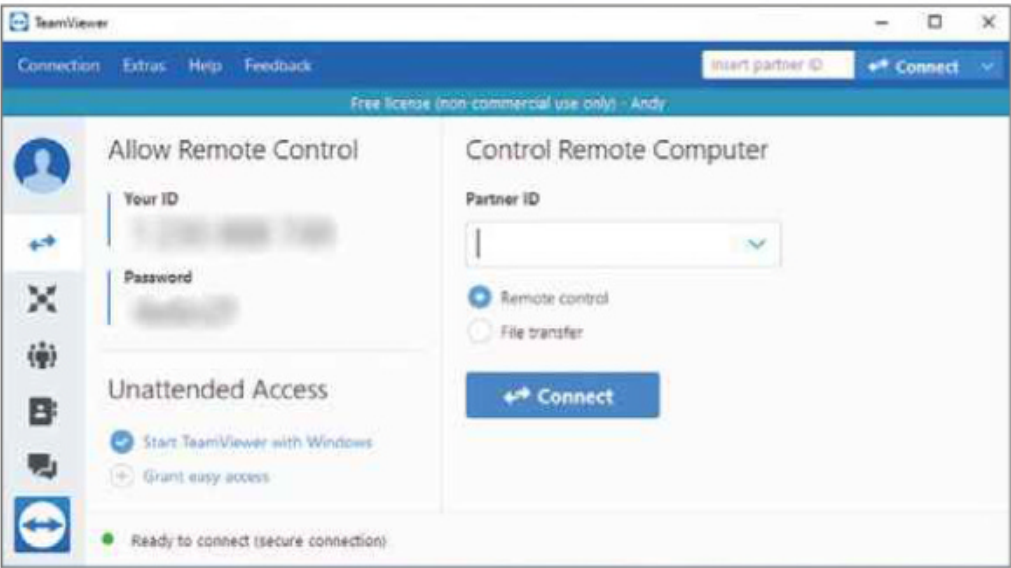 TeamViewer
Connection Extras Help Feedback
Insert partner ID
Connect
Free license (non-commercial use only) - Andy
Allow Remote Control
Your ID
Password
Unattended Access
Start TeamViewer with Windows
Grant easy access
Control Remote Computer
Partner ID
Remote control
File transfer
Connect
Ready to connect (secure connection)